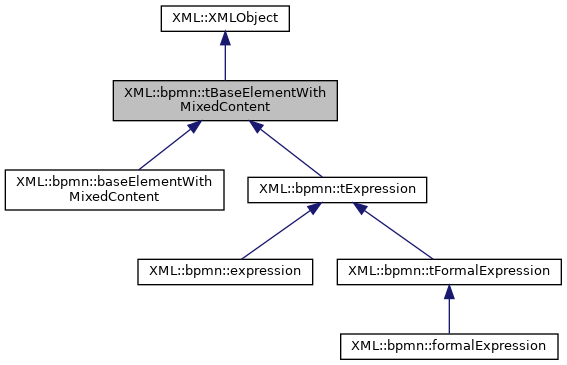 XML::XMLObject
XML::bpmn::tBaseElementWith
MixedContent
XML::bpmn::baseElementWith
MixedContent
XML::bpmn::tExpression
XML::bpmn::expression
XML::bpmn::tFormalExpression
XML::bpmn::formalExpression